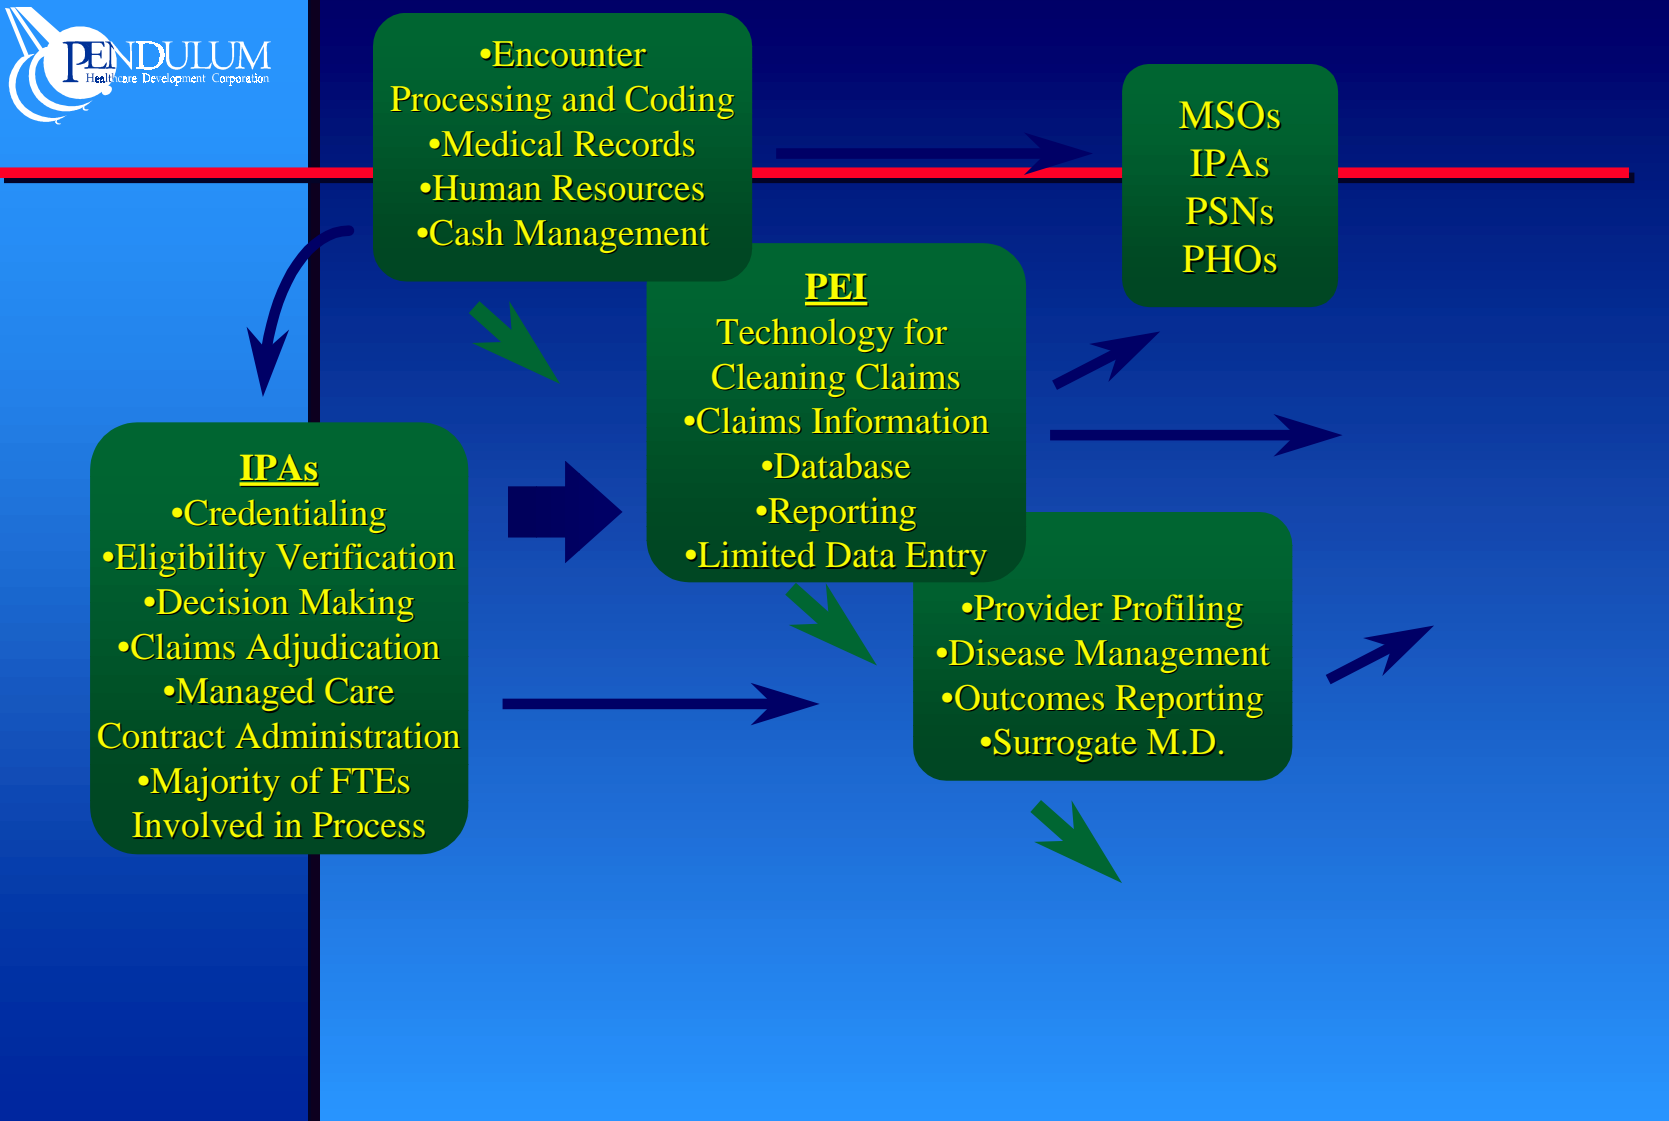 PENDULUM
Healthcare Development Corporation
•Encounter
Processing and Coding
•Medical Records
•Human Resources
•Cash Management
MSOs
IPAs
PSNs
PHOs
PEI
Technology for
Cleaning Claims
•Claims Information
•Database
•Reporting
•Limited Data Entry
IPAs
•Credentialing
•Eligibility Verification
•Decision Making
•Claims Adjudication
•Managed Care
Contract Administration
•Majority of FTEs
Involved in Process
•Provider Profiling
•Disease Management
•Outcomes Reporting
•Surrogate M.D.